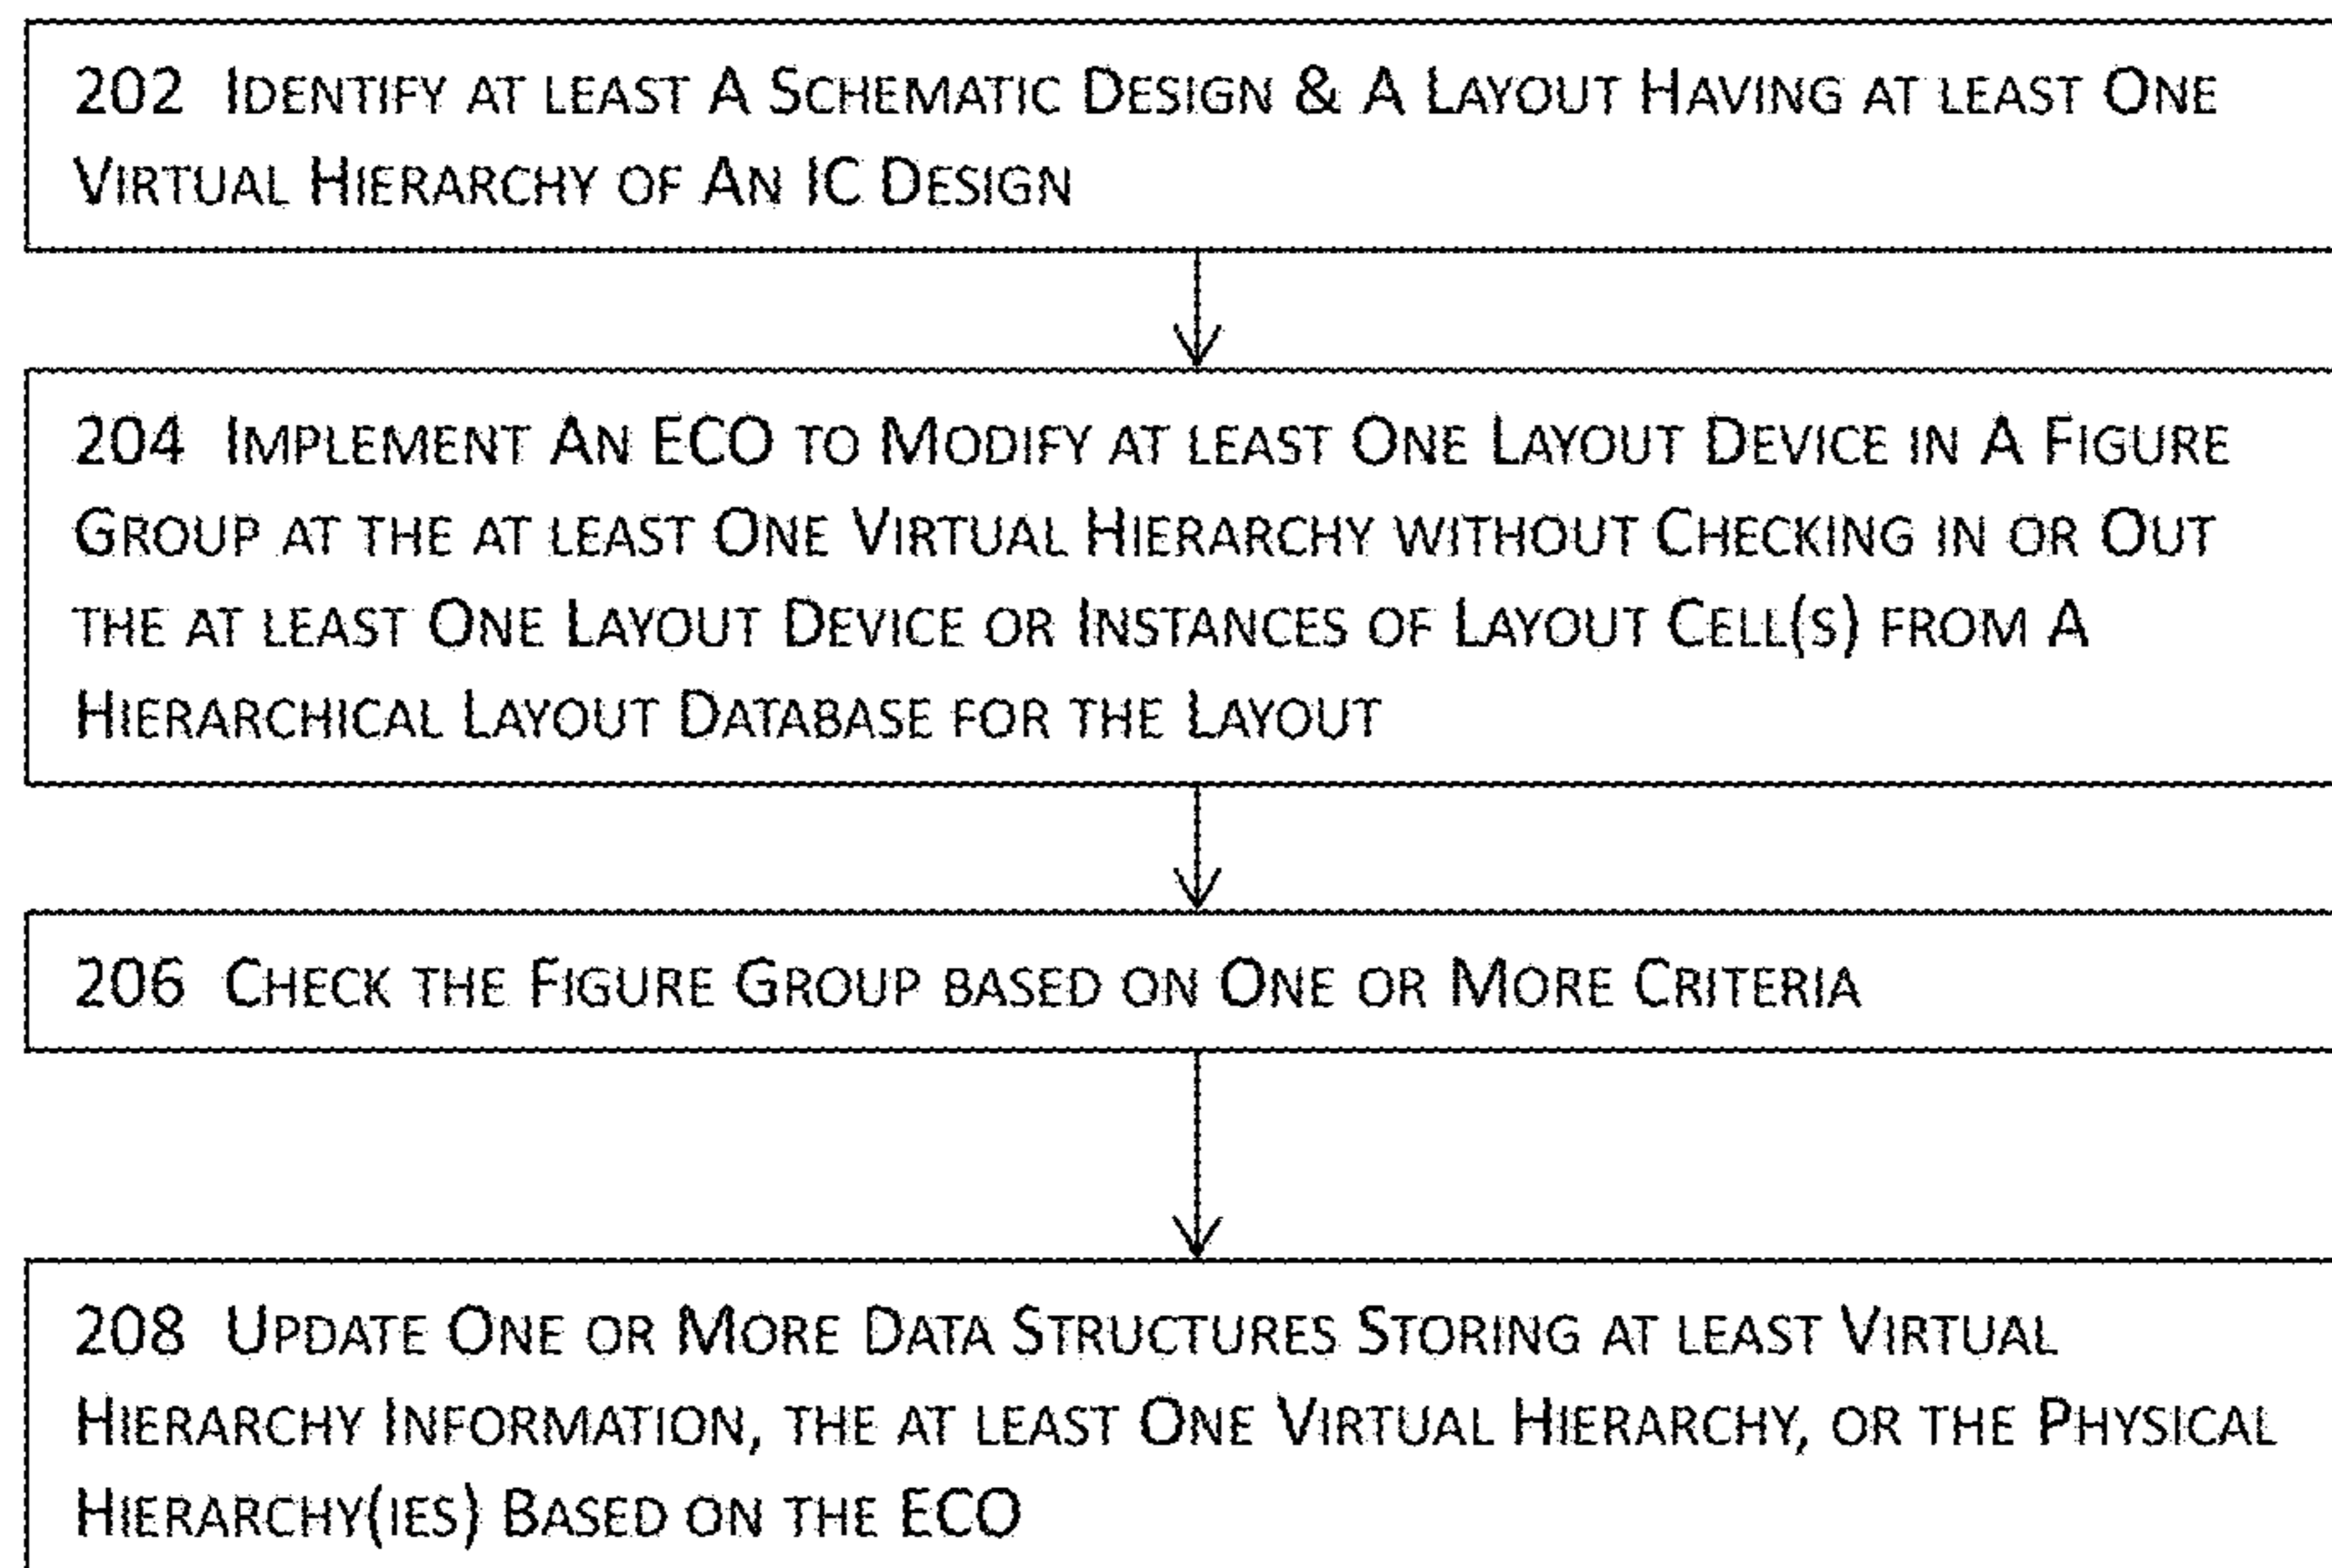 202 Identify at least A Schematic Design & A Layout Having at least One
Virtual Hierarchy of An IC Design
204 Implement An ECO to Modify at least One Layout Device in A Figure
Group at the at least One Virtual Hierarchy without Checking in or Out
the at least One Layout Device or Instances of Layout Cell(s) from A
Hierarchical Layout Database for the Layout
206 Check the Figure Group based on One or More Criteria
208 Update One or More Data Structures Storing at least Virtual
Hierarchy Information, the at least One Virtual Hierarchy, or the Physical
Hierarchy(ies) Based on the ECO